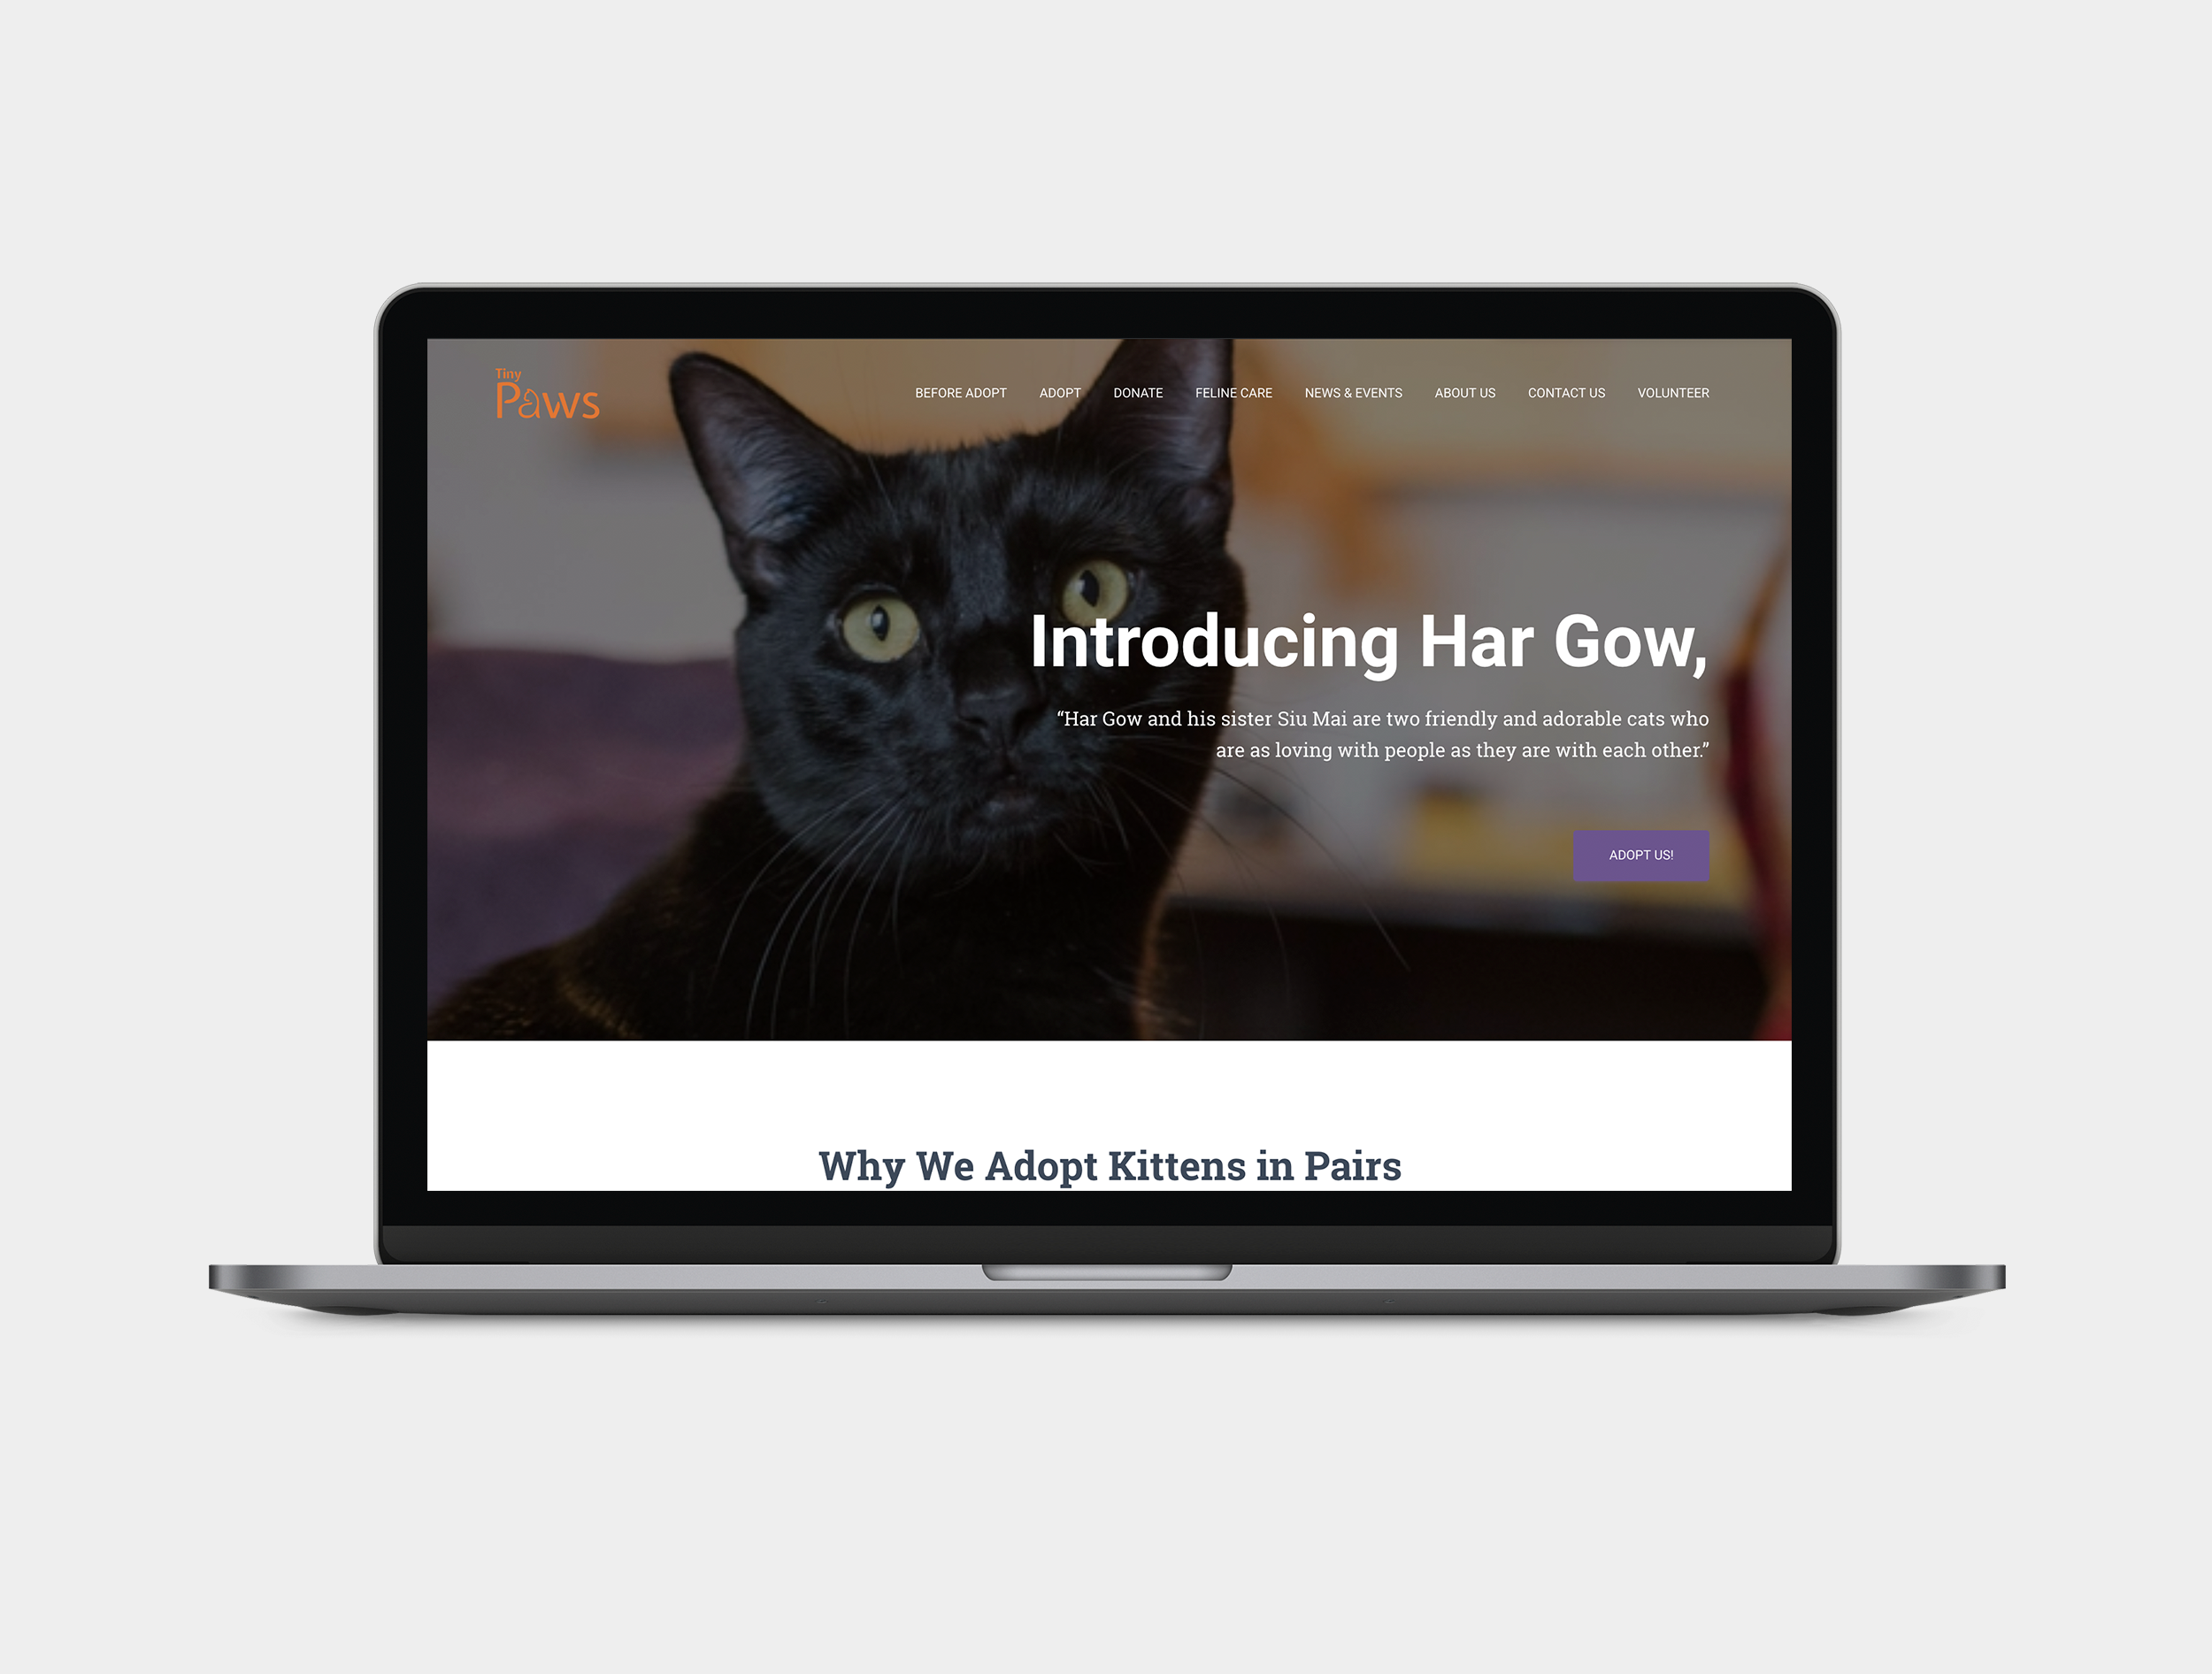 Tiny
Paws
BEFORE ADOPT ADOPT DONATE FELINE CARE NEWS & EVENTS ABOUT US CONTACT US VOLUNTEER
Introducing Har Gow,
“Har Gow and his sister Siu Mai are two friendly and adorable cats who
are as loving with people as they are with each other.”
ADOPT US!
Why We Adopt Kittens in Pairs